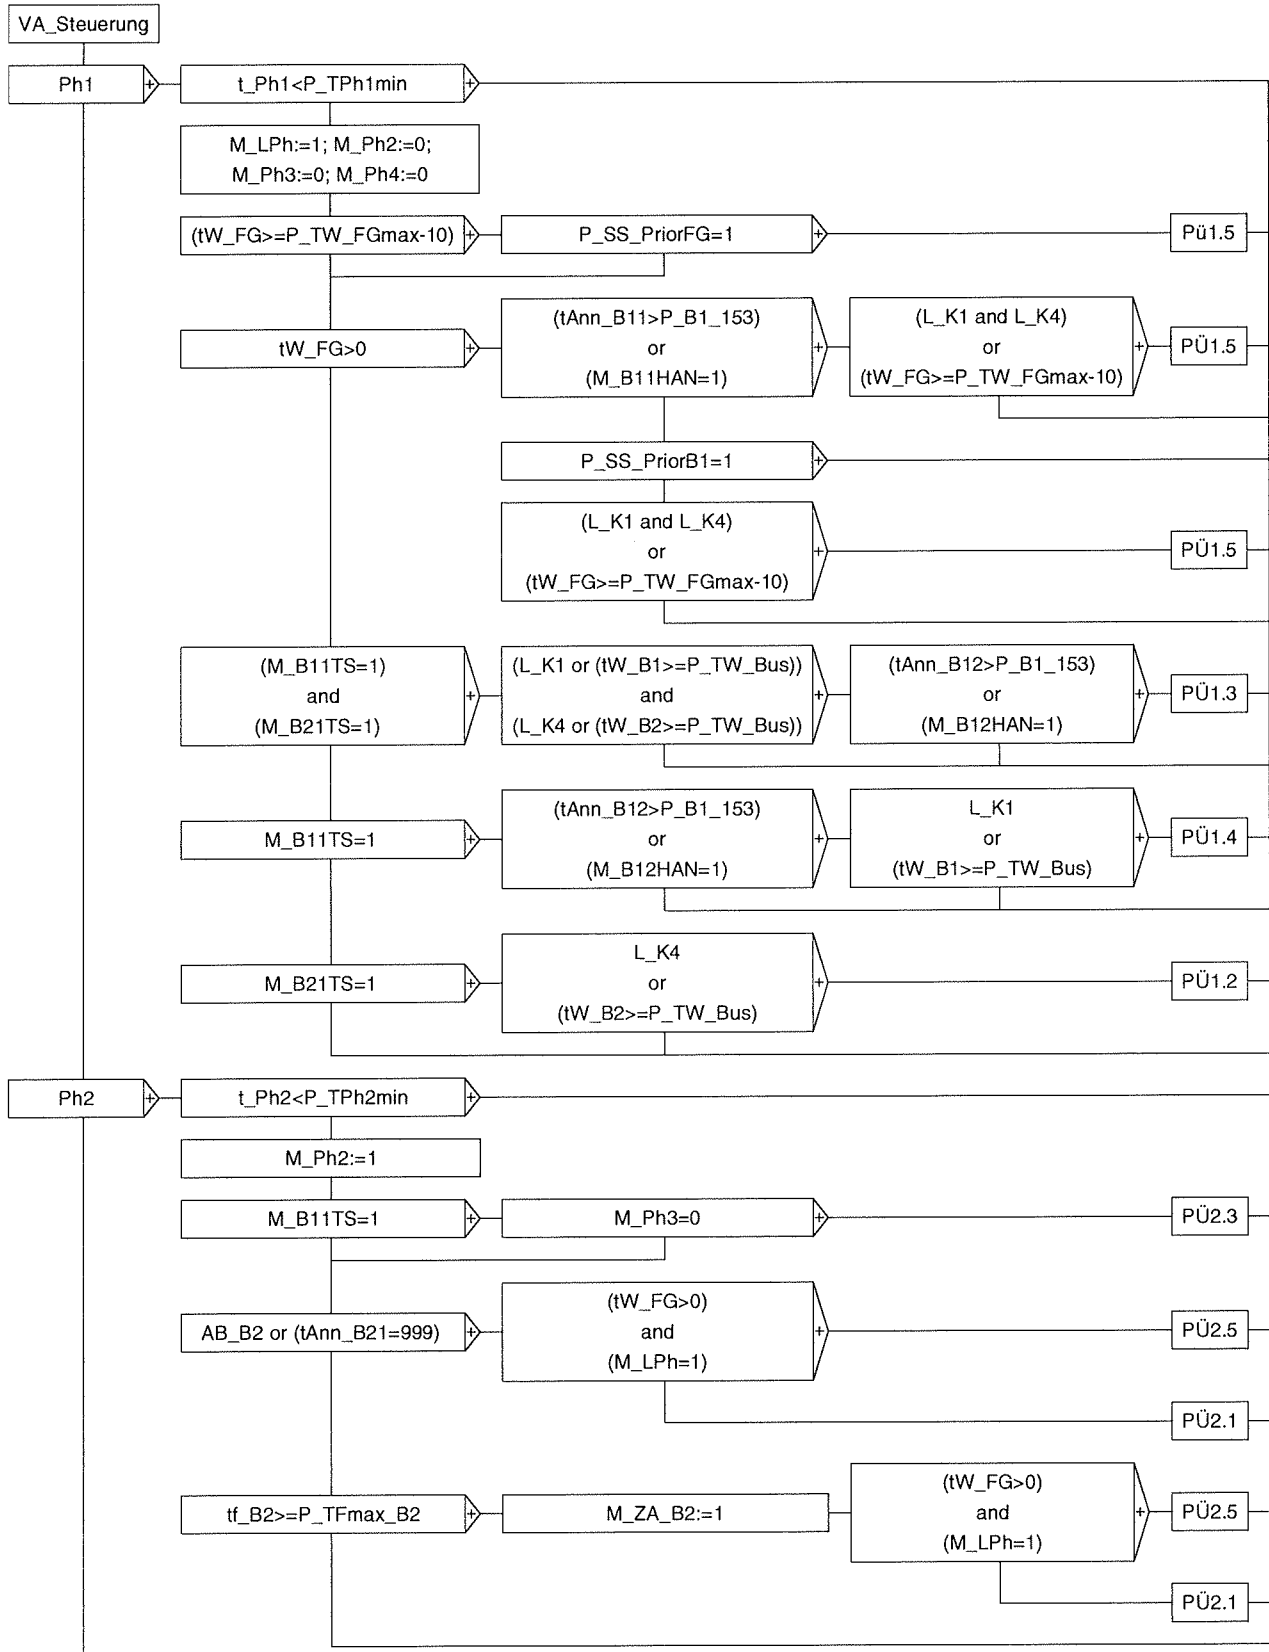 VA_Steuerung
Ph1
+
t_Ph1<P_TPh1min
+
M_LPh:=1; M_Ph2:=0;
M_Ph3:=0; M_Ph4:=0
(tW_FG>=P_TW_FGmax-10)
+
P_SS_PriorFG=1
+
Pü1.5
tW_FG>0
+
(tAnn_B11>P_B1_153)
or
(M_B11HAN=1)
+
(L_K1 and L_K4)
or
(tW_FG>=P_TW_FGmax-10)
+
PÜ1.5
P_SS_PriorB1=1
+
(L_K1 and L_K4)
or
(tW_FG>=P_TW_FGmax-10)
+
PÜ1.5
(M_B11TS=1)
and
(M_B21TS=1)
+
(L_K1 or (tW_B1>=P_TW_Bus))
and
(L_K4 or (tW_B2>=P_TW_Bus))
+
(tAnn_B12>P_B1_153)
or
(M_B12HAN=1)
+
PÜ1.3
M_B11TS=1
+
(tAnn_B12>P_B1_153)
or
(M_B12HAN=1)
+
L_K1
or
(tW_B1>=P_TW_Bus)
+
PÜ1.4
M_B21TS=1
+
L_K4
or
(tW_B2>=P_TW_Bus)
+
PÜ1.2
Ph2
+
t_Ph2<P_TPh2min
+
M_Ph2:=1
M_B11TS=1
+
M_Ph3=0
+
PÜ2.3
AB_B2 or (tAnn_B21=999)
+
(tW_FG>0)
and
(M_LPh=1)
+
PÜ2.5
PÜ2.1
tf_B2>=P_TFmax_B2
+
M_ZA_B2:=1
(tW_FG>0)
and
(M_LPh=1)
+
PÜ2.5
PÜ2.1